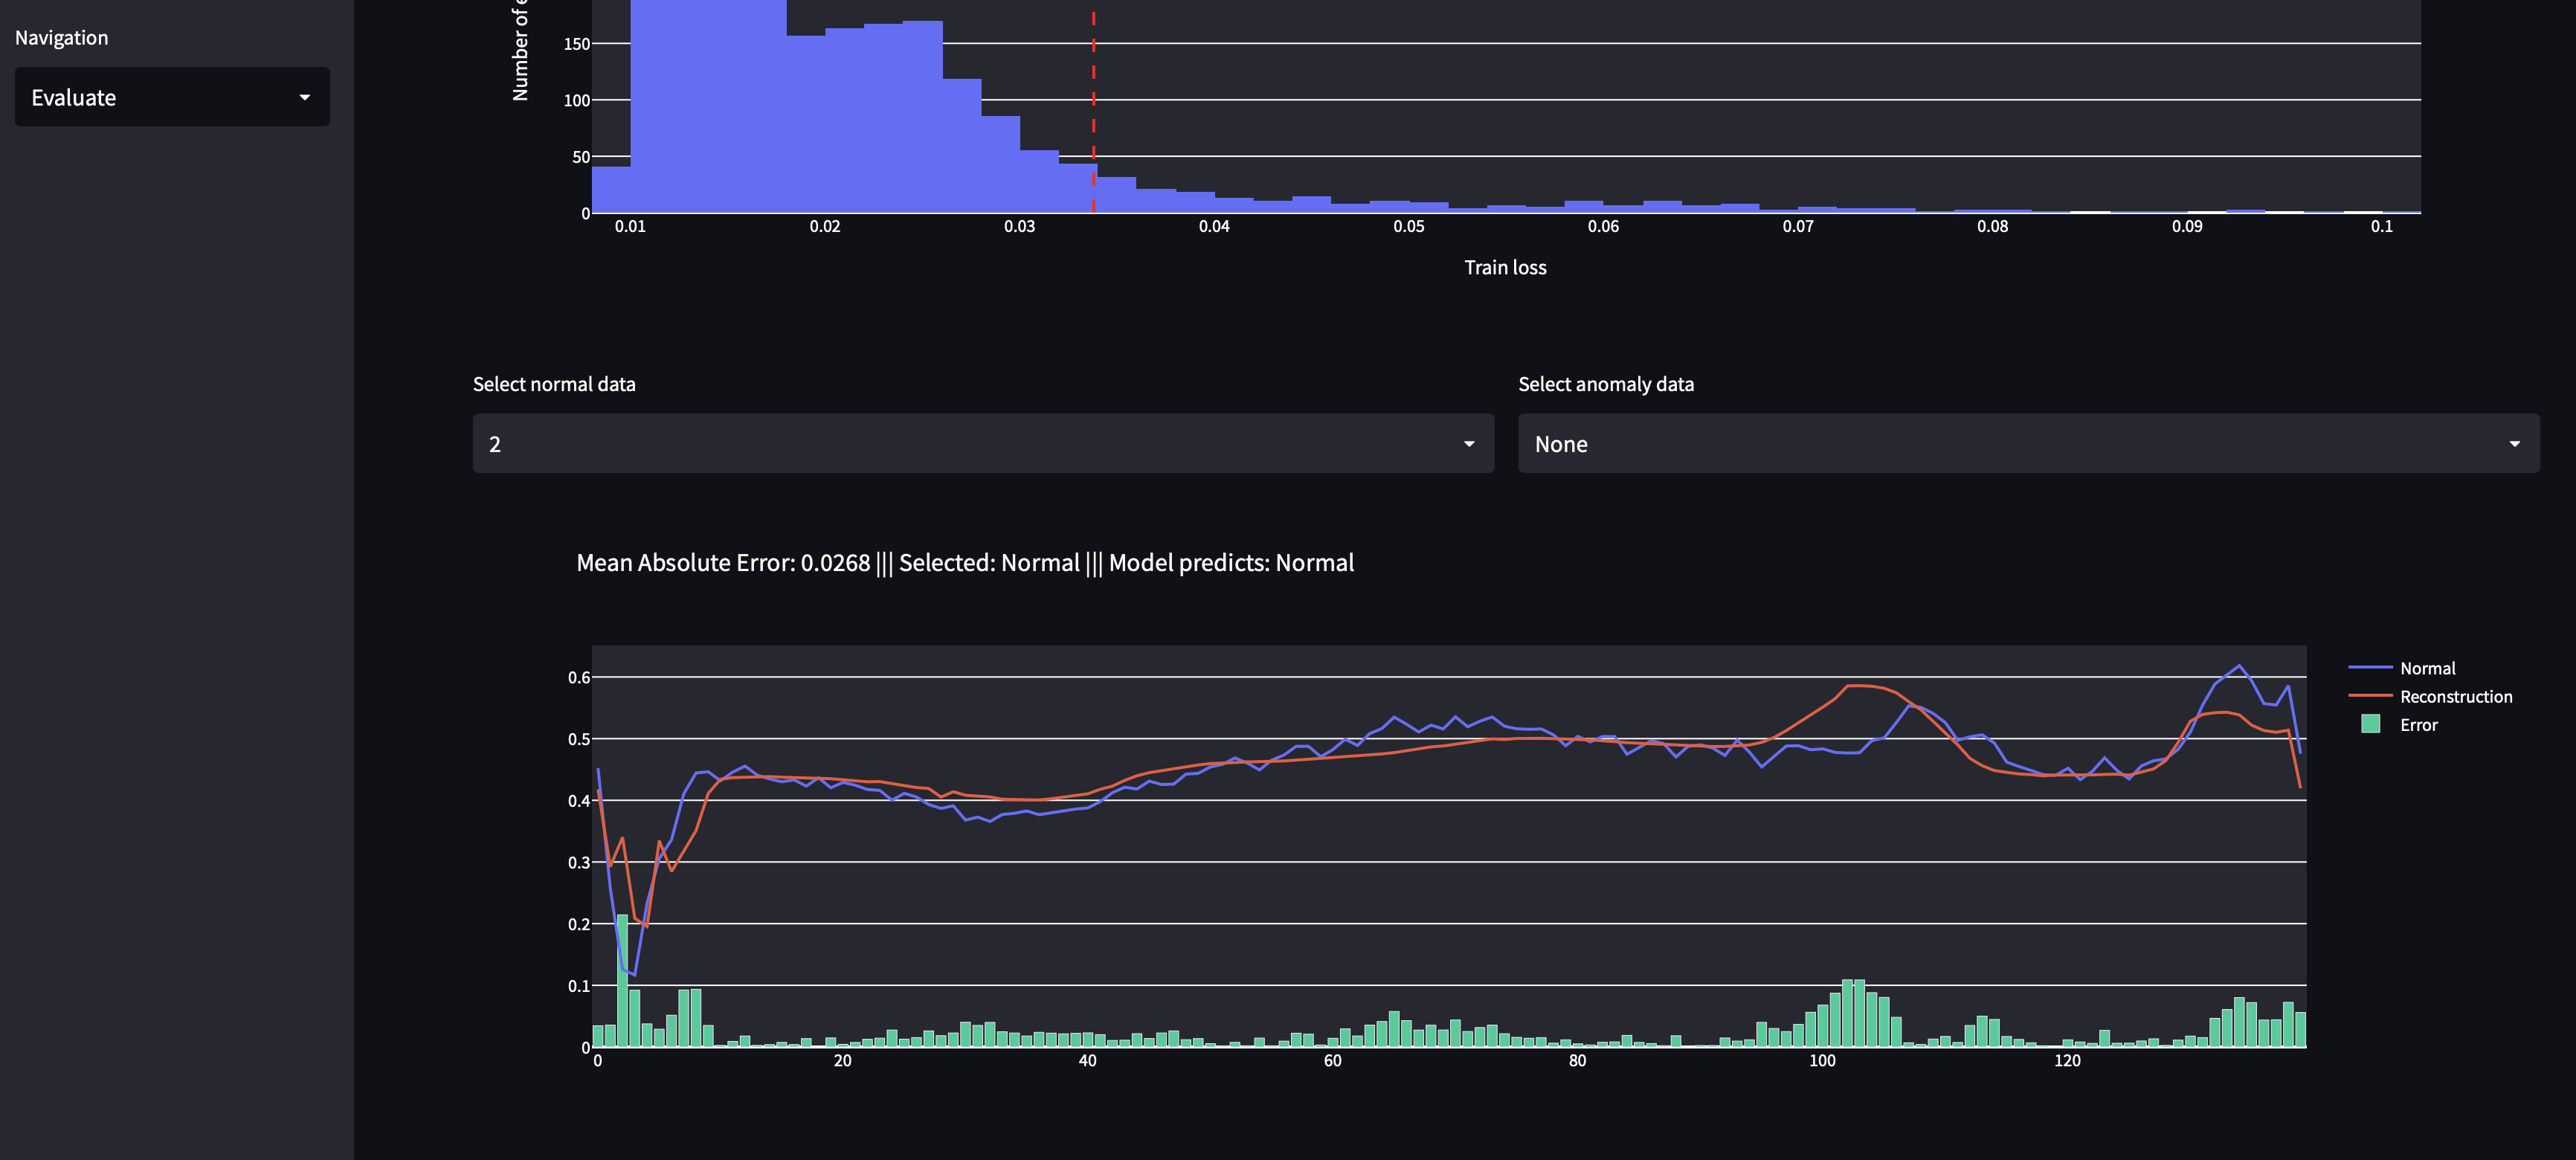 Navigation
Evaluate
Number of e
150
100
50
0
0.01 0.02 0.03 0.04 0.05 0.06 0.07 0.08 0.09 0.1
Train loss
Select normal data
2
Select anomaly data
None
Mean Absolute Error: 0.0268 ||| Selected: Normal ||| Model predicts: Normal
0.6
0.5
0.4
0.3
0.2
0.1
0
0 20 40 60 80 100 120
Normal
Reconstruction
Error